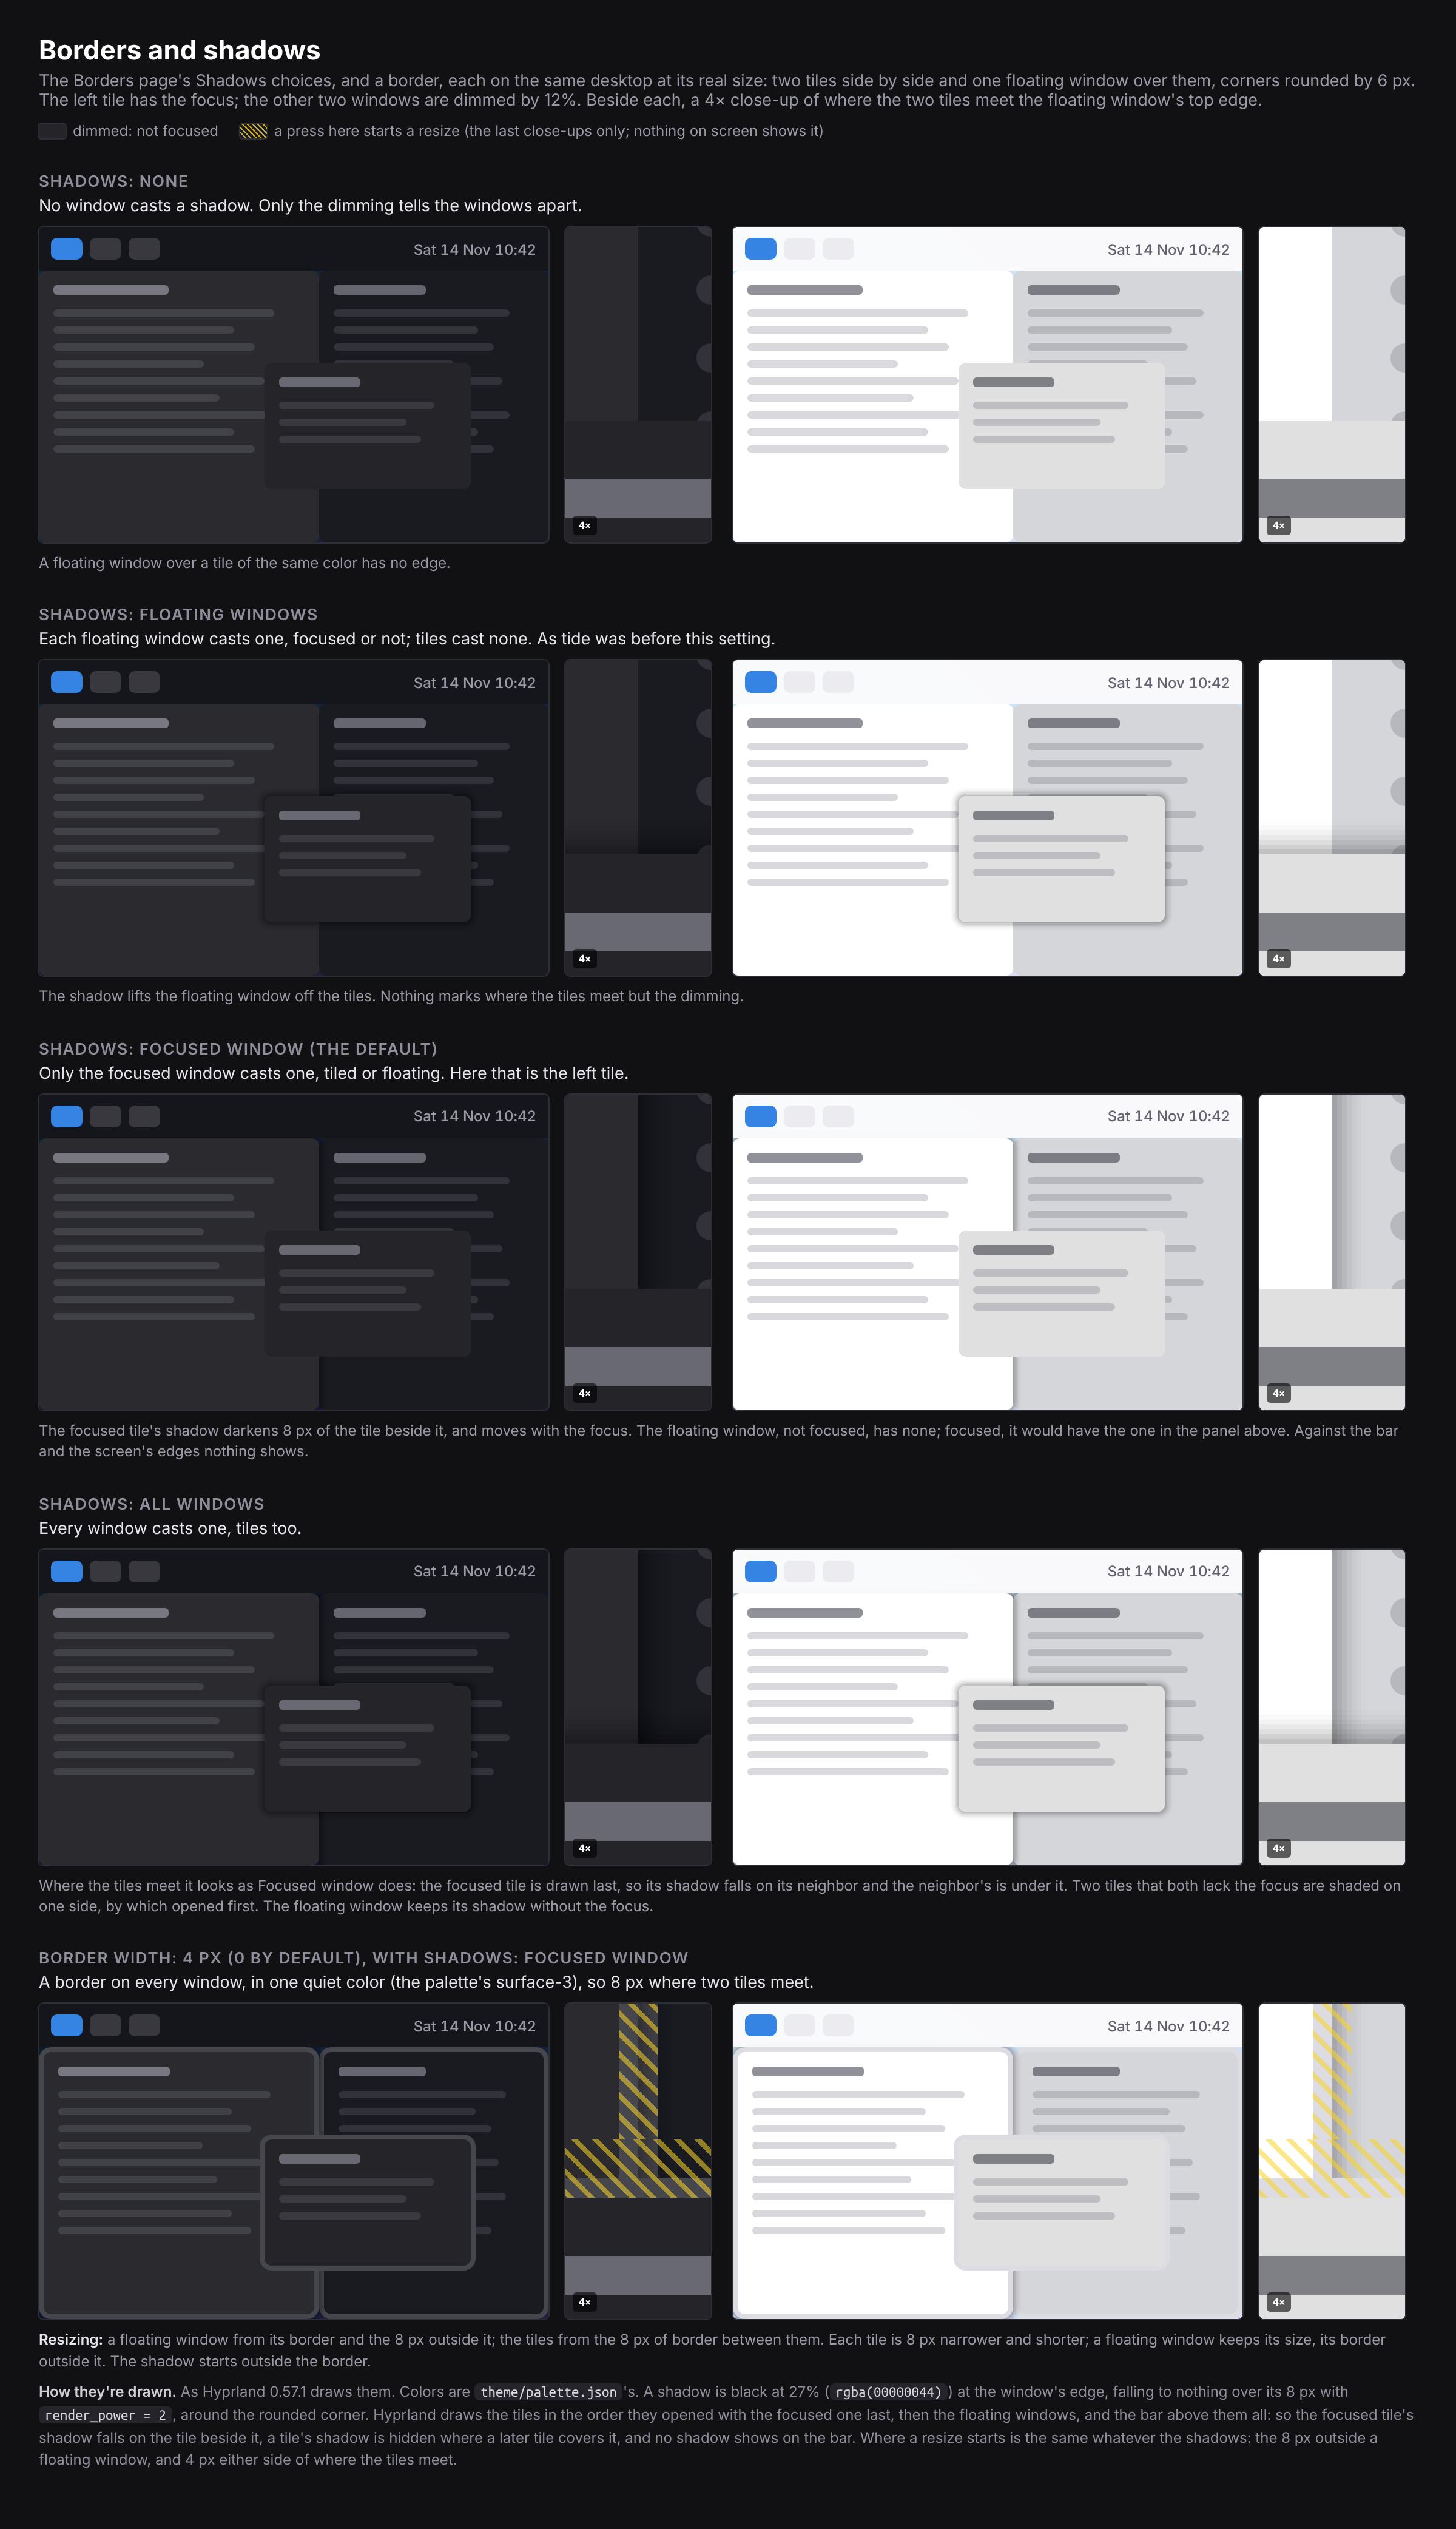 Borders and shadows
The Borders page's Shadows choices, and a border, each on the same desktop at its real size: two tiles side by side and one floating window over them, corners rounded by 6 px.
The left tile has the focus; the other two windows are dimmed by 12%. Beside each, a 4× close-up of where the two tiles meet the floating window's top edge.
dimmed: not focused a press here starts a resize (the last close-ups only; nothing on screen shows it)
SHADOWS: NONE
No window casts a shadow. Only the dimming tells the windows apart.
Sat 14 Nov 10:42
4×
Sat 14 Nov 10:42
4×
A floating window over a tile of the same color has no edge.
SHADOWS: FLOATING WINDOWS
Each floating window casts one, focused or not; tiles cast none. As tide was before this setting.
Sat 14 Nov 10:42
4×
Sat 14 Nov 10:42
4×
The shadow lifts the floating window off the tiles. Nothing marks where the tiles meet but the dimming.
SHADOWS: FOCUSED WINDOW (THE DEFAULT)
Only the focused window casts one, tiled or floating. Here that is the left tile.
Sat 14 Nov 10:42
4×
Sat 14 Nov 10:42
4×
The focused tile's shadow darkens 8 px of the tile beside it, and moves with the focus. The floating window, not focused, has none; focused, it would have the one in the panel above. Against the bar
and the screen's edges nothing shows.
SHADOWS: ALL WINDOWS
Every window casts one, tiles too.
Sat 14 Nov 10:42
4×
Sat 14 Nov 10:42
4×
Where the tiles meet it looks as Focused window does: the focused tile is drawn last, so its shadow falls on its neighbor and the neighbor's is under it. Two tiles that both lack the focus are shaded on
one side, by which opened first. The floating window keeps its shadow without the focus.
BORDER WIDTH: 4 PX (0 BY DEFAULT), WITH SHADOWS: FOCUSED WINDOW
A border on every window, in one quiet color (the palette's surface-3), so 8 px where two tiles meet.
Sat 14 Nov 10:42
4×
Sat 14 Nov 10:42
4×
Resizing: a floating window from its border and the 8 px outside it; the tiles from the 8 px of border between them. Each tile is 8 px narrower and shorter; a floating window keeps its size, its border
outside it. The shadow starts outside the border.
How they're drawn. As Hyprland 0.57.1 draws them. Colors are theme/palette.json's. A shadow is black at 27% (rgba(00000044)) at the window's edge, falling to nothing over its 8 px with
render_power = 2, around the rounded corner. Hyprland draws the tiles in the order they opened with the focused one last, then the floating windows, and the bar above them all: so the focused tile's
shadow falls on the tile beside it, a tile's shadow is hidden where a later tile covers it, and no shadow shows on the bar. Where a resize starts is the same whatever the shadows: the 8 px outside a
floating window, and 4 px either side of where the tiles meet.